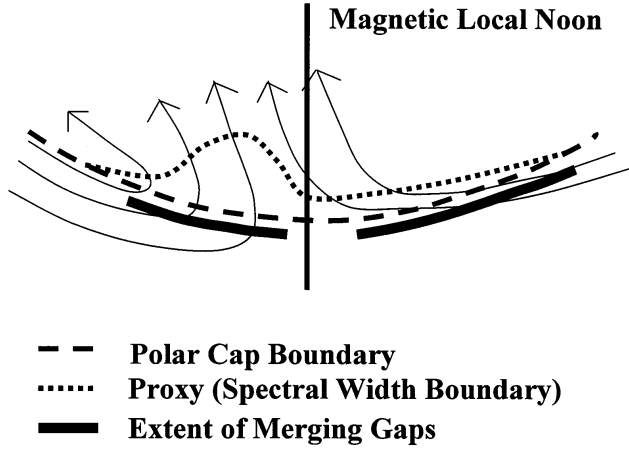 Magnetic Local Noon
Polar Cap Boundary
Proxy (Spectral Width Boundary)
Extent of Merging Gaps